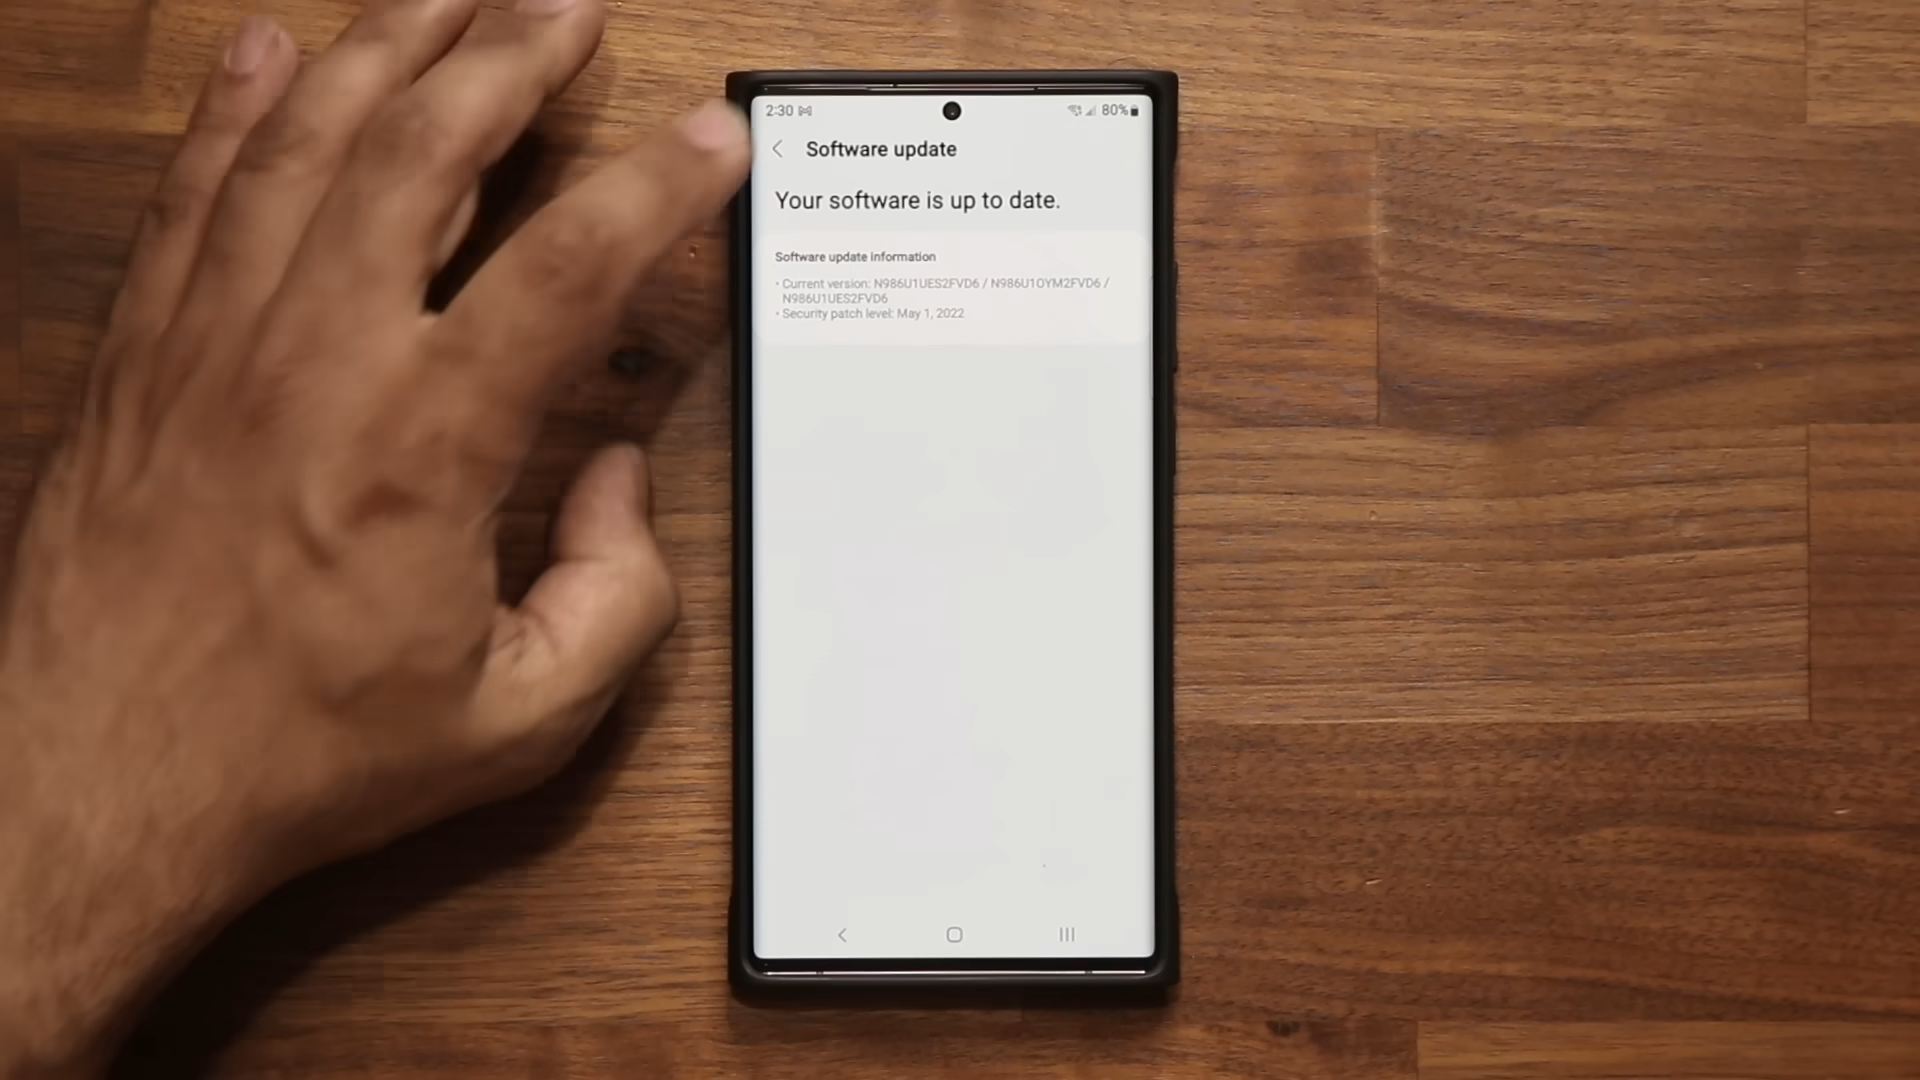 2:30 80%
Software update
Your software is up to date.
Software update information
• Current version: N986U1UES2FVD6 / N986U1OYM2FVD6 /
N986U1UES2FVD6
• Security patch level: May 1, 2022